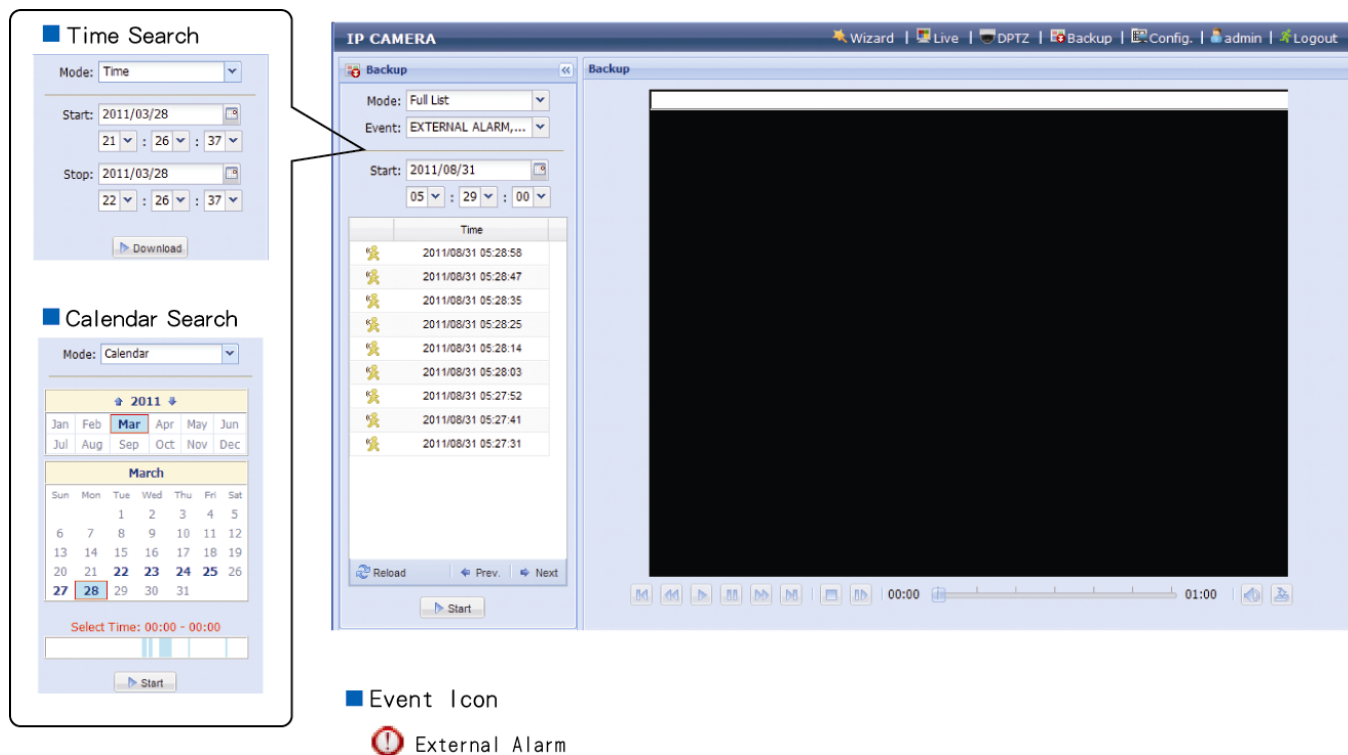 Time Search
Mode: Time
Start: 2011/03/28
21 : 26 : 37
Stop: 2011/03/28
22 : 26 : 37
Download
Calendar Search
Mode: Calendar
2011
Jan Feb Mar Apr May Jun
Jul Aug Sep Oct Nov Dec
March
Sun Mon Tue Wed Thu Fri Sat
1 2 3 4 5
6 7 8 9 10 11 12
13 14 15 16 17 18 19
20 21 22 23 24 25 26
27 28 29 30 31
Select Time: 00:00 - 00:00
Start
IP CAMERA
Wizard | Live | DPTZ | Backup | Config. | admin | Logout
Backup
Mode: Full List
Event: EXTERNAL ALARM,...
Start: 2011/08/31
05 : 29 : 00
Time
2011/08/31 05:28:58
2011/08/31 05:28:47
2011/08/31 05:28:35
2011/08/31 05:28:25
2011/08/31 05:28:14
2011/08/31 05:28:03
2011/08/31 05:27:52
2011/08/31 05:27:41
2011/08/31 05:27:31
Reload Prev. Next
Start
Backup
00:00 01:00
Event Icon
External Alarm